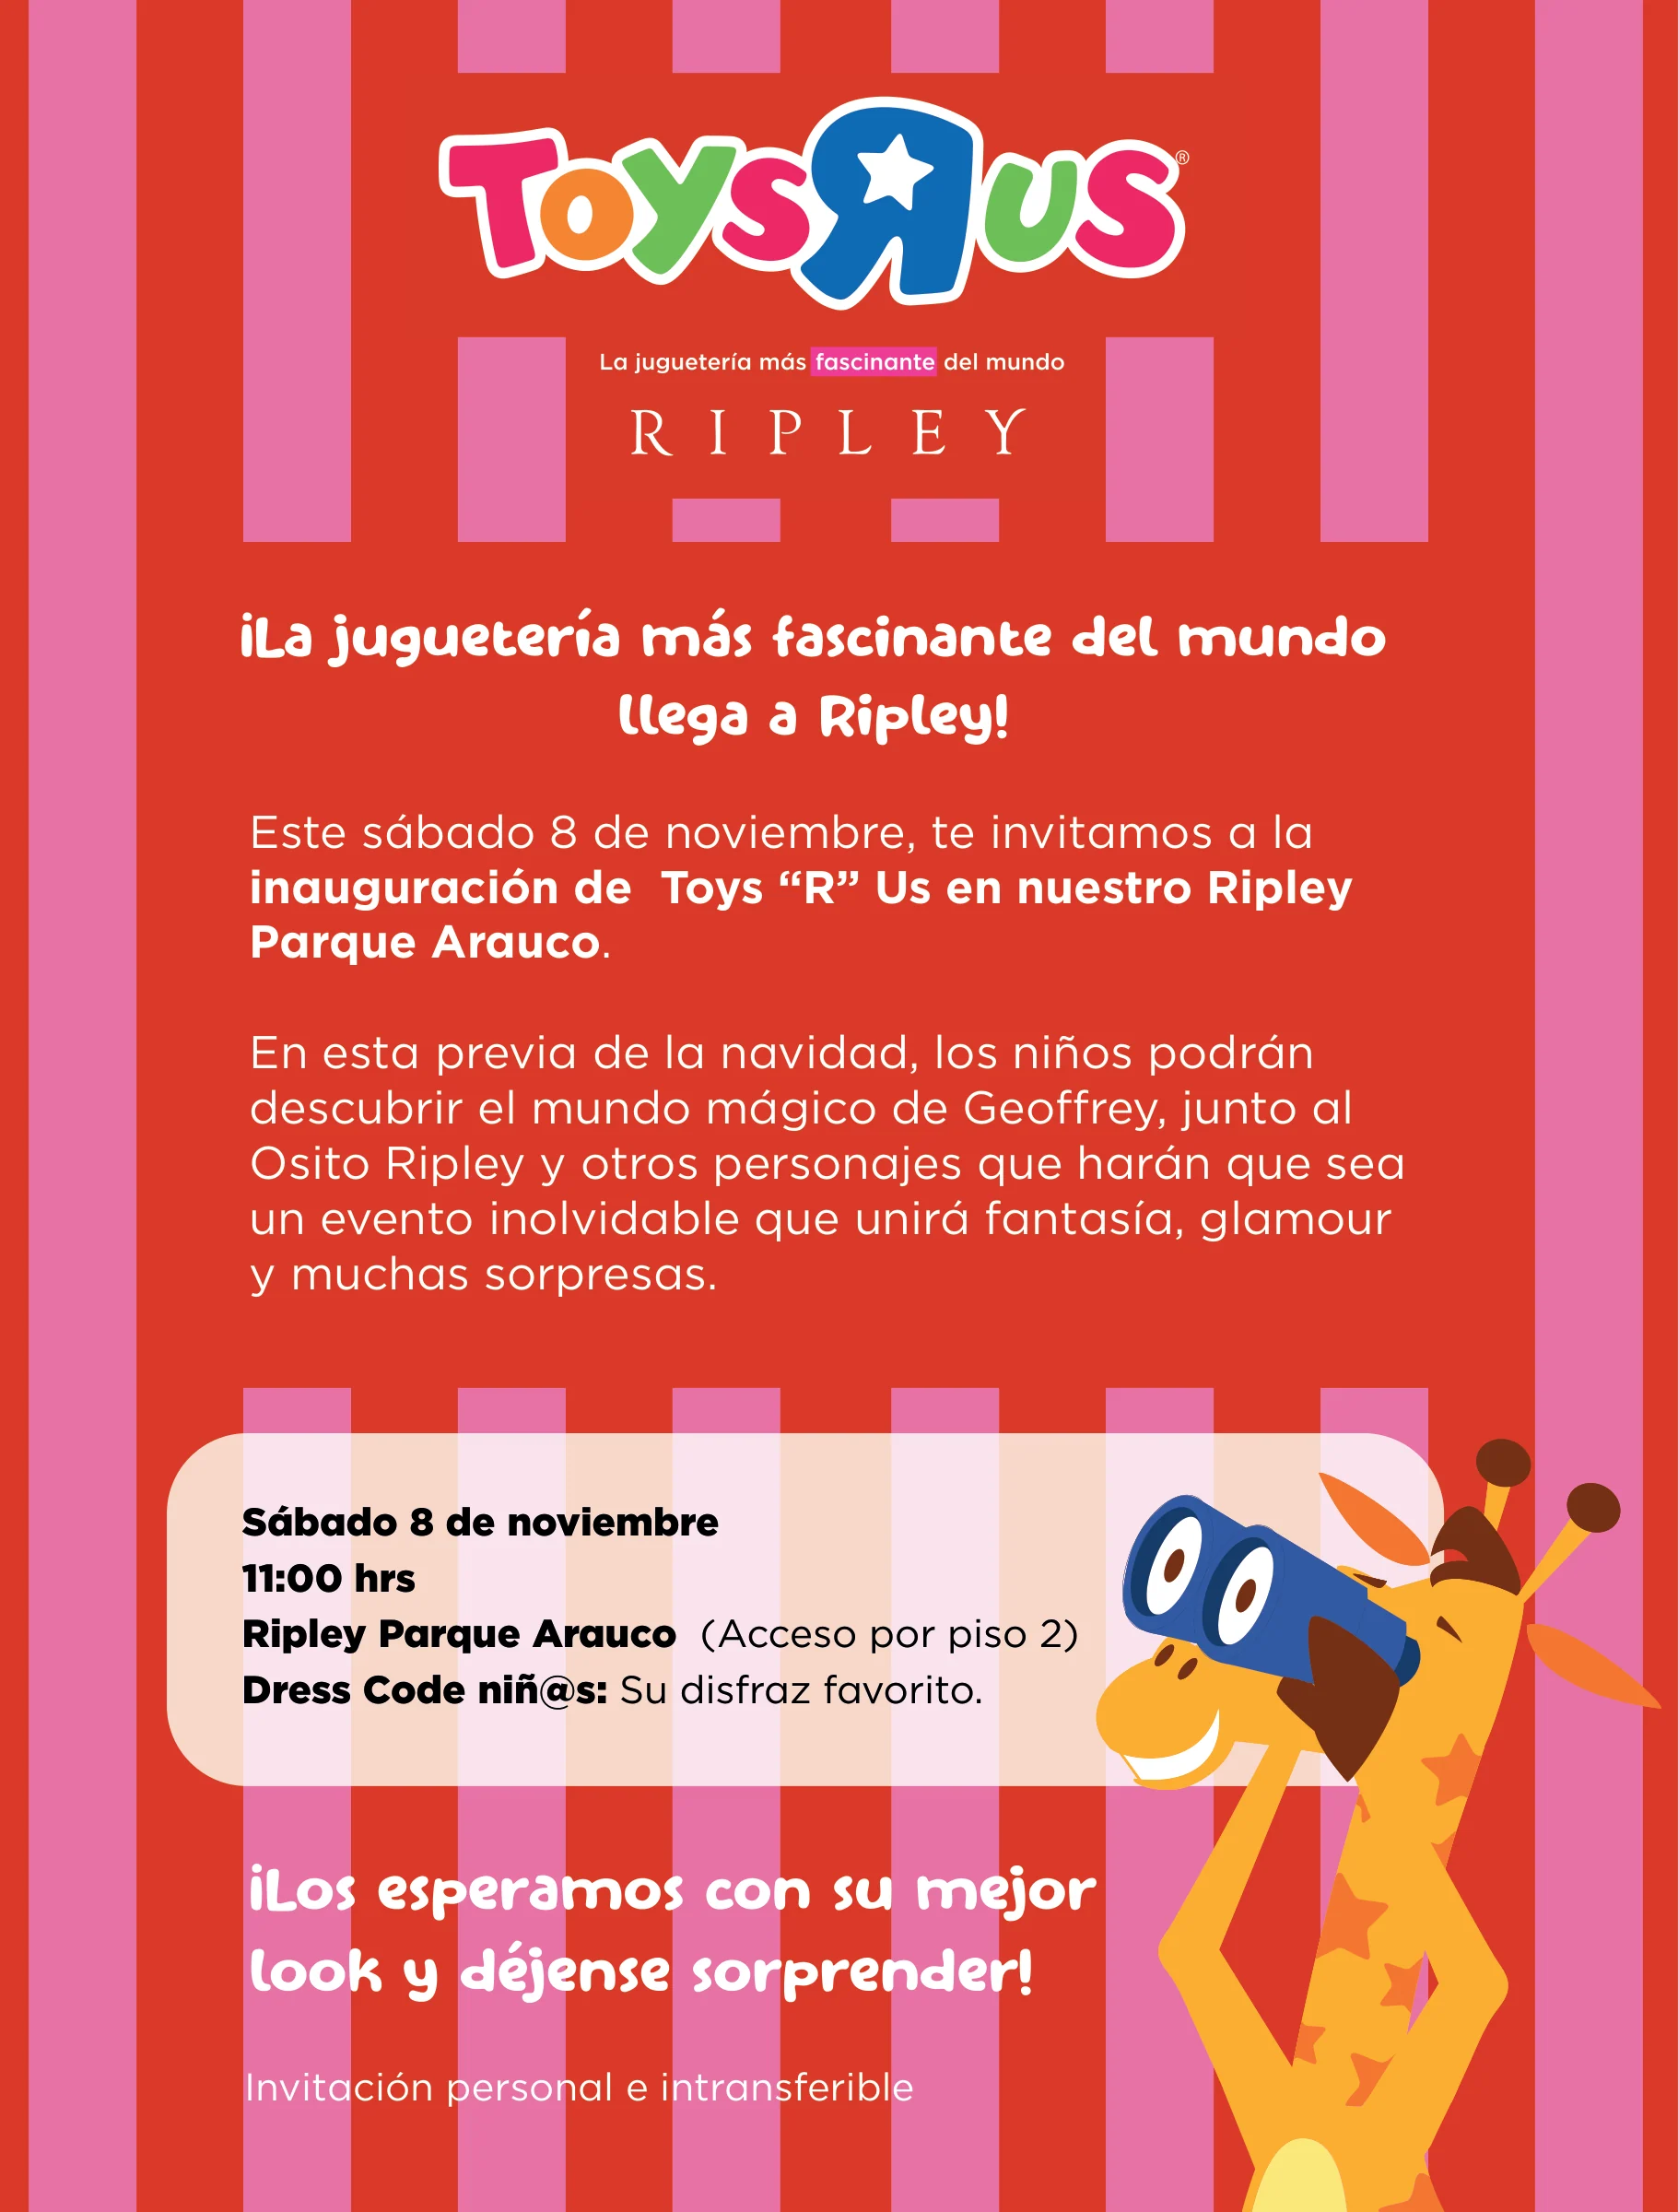 Toys R us®
La juguetería más fascinante del mundo
RIPLEY
¡La juguetería más fascinante del mundo
llega a Ripley!
Este sábado 8 de noviembre, te invitamos a la
inauguración de Toys “R” Us en nuestro Ripley
Parque Arauco.
En esta previa de la navidad, los niños podrán
descubrir el mundo mágico de Geoffrey, junto al
Osito Ripley y otros personajes que harán que sea
un evento inolvidable que unirá fantasía, glamour
y muchas sorpresas.
Sábado 8 de noviembre
11:00 hrs
Ripley Parque Arauco (Acceso por piso 2)
Dress Code niñ@s: Su disfraz favorito.
¡Los esperamos con su mejor
look y déjense sorprender!
Invitación personal e intransferible